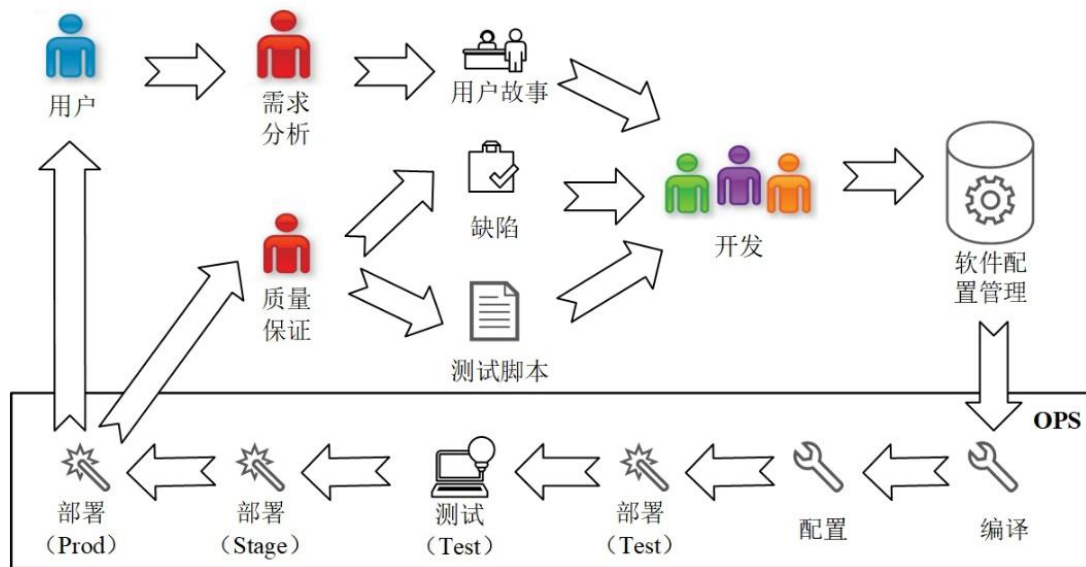 用户
需求
分析
用户故事
缺陷
开发
软件配
置管理
质量
保证
测试脚本
OPS
部署
（Prod）
部署
（Stage）
测试
（Test）
部署
（Test）
配置
编译